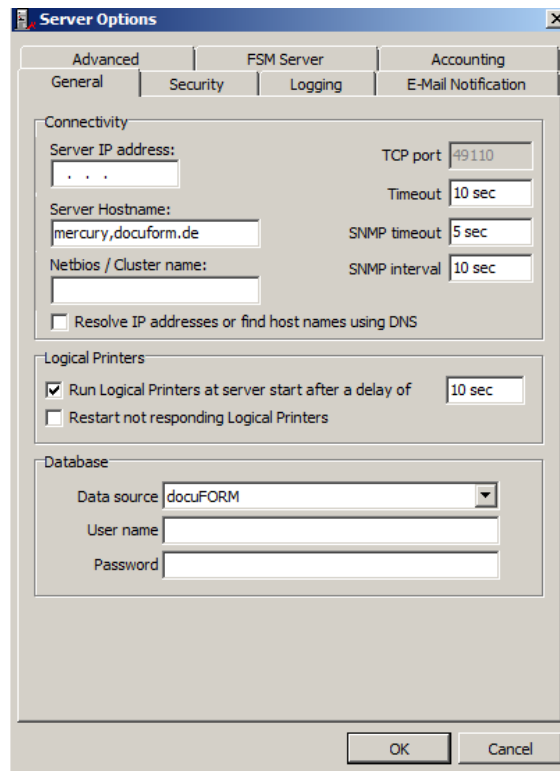 Server Options
Advanced FSM Server Accounting
General Security Logging E-Mail Notification
Connectivity
Server IP address:
. . .
TCP port 49110
Timeout 10 sec
Server Hostname:
mercury,docuform.de
SNMP timeout 5 sec
Netbios / Cluster name:
SNMP interval 10 sec
Resolve IP addresses or find host names using DNS
Logical Printers
Run Logical Printers at server start after a delay of 10 sec
Restart not responding Logical Printers
Database
Data source docuFORM
User name
Password
OK Cancel